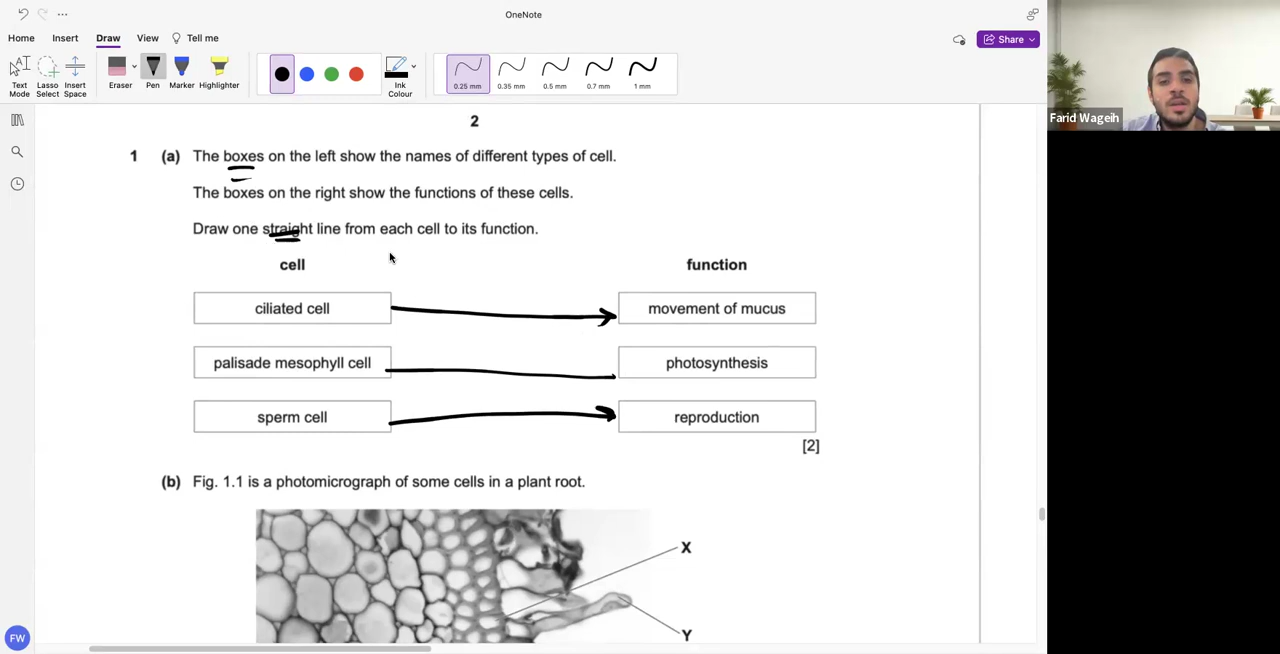 OneNote
Home Insert Draw View Tell me
Share
Text Mode
Lasso Select
Insert Space
Eraser
Pen
Marker
Highlighter
Ink Colour
0.25 mm 0.35 mm 0.5 mm 0.7 mm 1 mm
Farid Wageih
2
1 (a) The boxes on the left show the names of different types of cell.
The boxes on the right show the functions of these cells.
Draw one straight line from each cell to its function.
cell function
ciliated cell movement of mucus
palisade mesophyll cell photosynthesis
sperm cell reproduction
[2]
(b) Fig. 1.1 is a photomicrograph of some cells in a plant root.
X
Y
FW